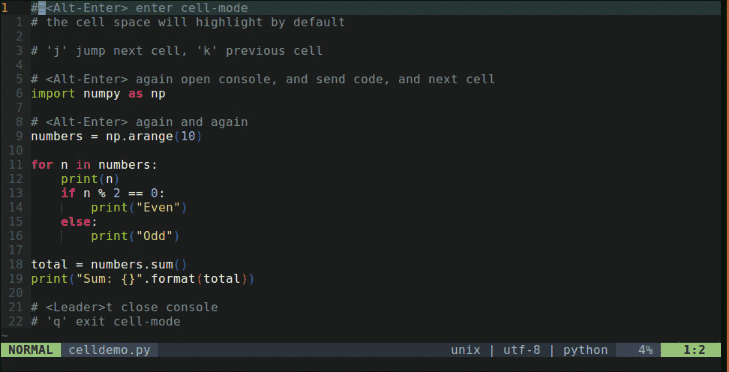 1 # <Alt-Enter> enter cell-mode
1 # the cell space will highlight by default
2
3 # 'j' jump next cell, 'k' previous cell
4
5 # <Alt-Enter> again open console, and send code, and next cell
6 import numpy as np
7
8 # <Alt-Enter> again and again
9 numbers = np.arange(10)
10
11 for n in numbers:
12     print(n)
13     if n % 2 == 0:
14         print("Even")
15     else:
16         print("Odd")
17
18 total = numbers.sum()
19 print("Sum: {}".format(total))
20
21 # <Leader>t close console
22 # 'q' exit cell-mode
~
NORMAL celldemo.py unix | utf-8 | python 4% 1:2